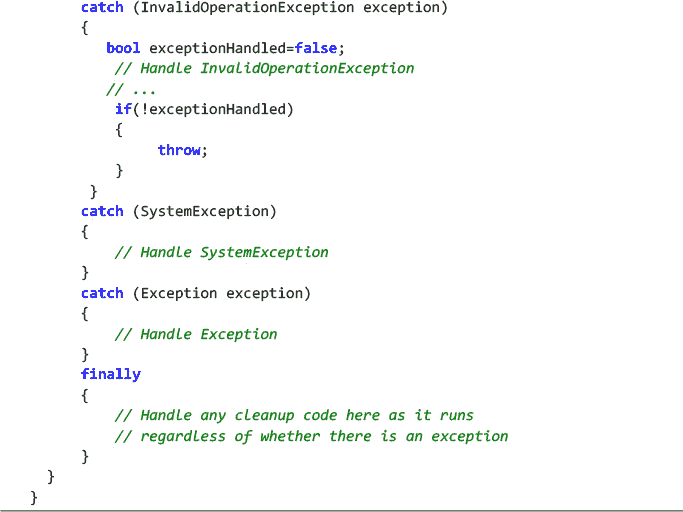 catch (InvalidOperationException exception)
{
bool exceptionHandled=false;
// Handle InvalidOperationException
// ...
if(!exceptionHandled)
{
throw;
}
}
catch (SystemException)
{
// Handle SystemException
}
catch (Exception exception)
{
// Handle Exception
}
finally
{
// Handle any cleanup code here as it runs
// regardless of whether there is an exception
}
}
}